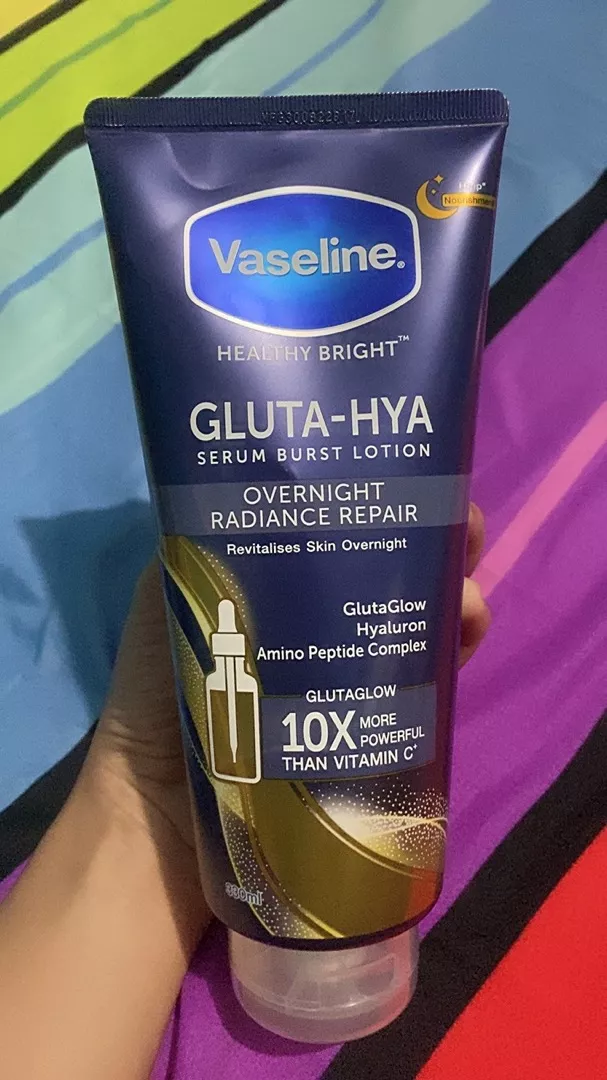 Nourishment
Vaseline.
HEALTHY BRIGHT™
GLUTA-HYA
SERUM BURST LOTION
OVERNIGHT
RADIANCE REPAIR
Revitalises Skin Overnight
GlutaGlow
Hyaluron
Amino Peptide Complex
GLUTAGLOW
10X MORE
POWERFUL
THAN VITAMIN C⁺
330ml